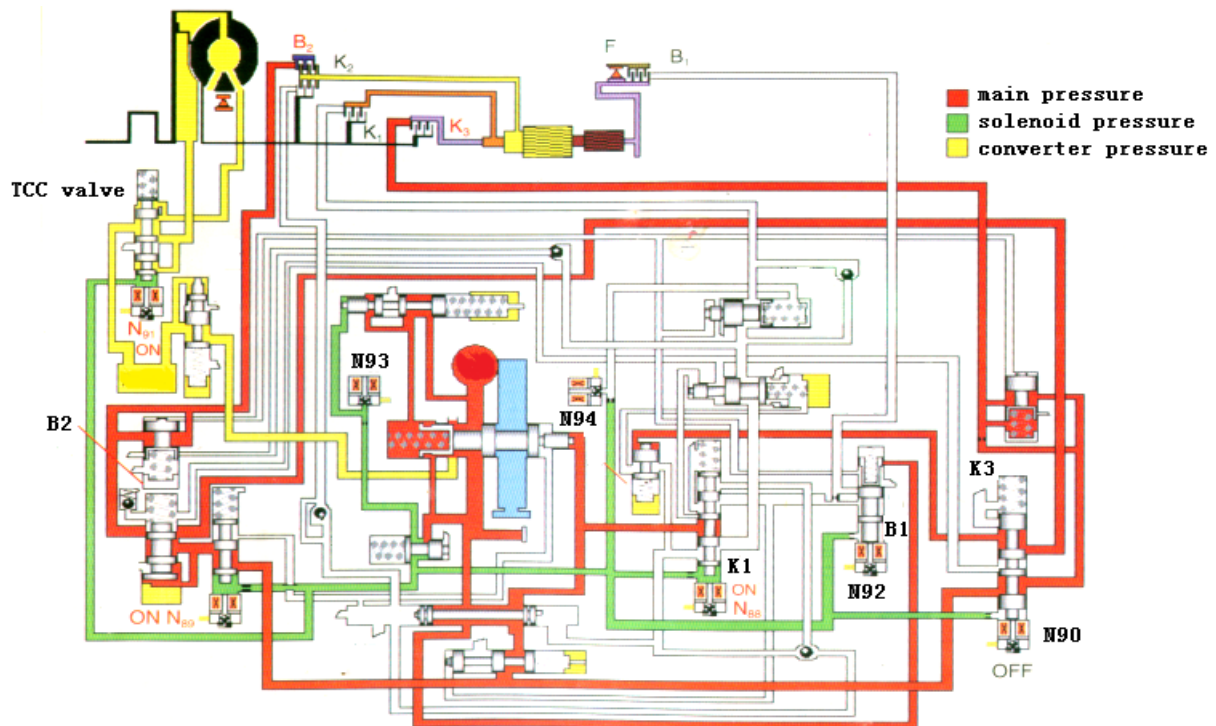 B2
K2
F
B1
main pressure
solenoid pressure
converter pressure
K1
K3
TCC valve
N91
ON
N93
N94
B2
K3
B1
K1
ON
N88
N92
ON N89
N90
OFF